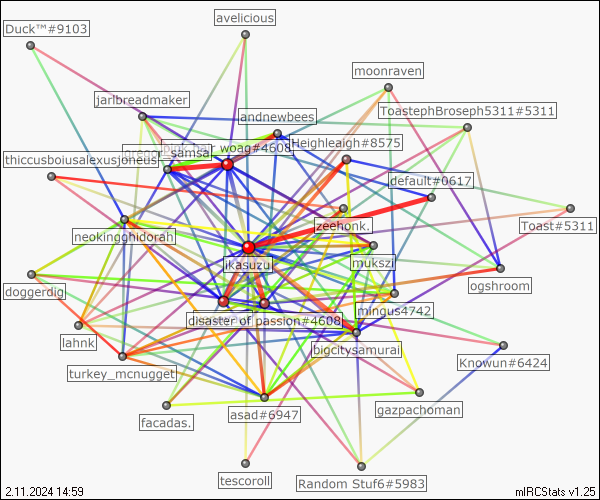 avelicious
Duck™#9103
moonraven
jarlbreadmaker
andnewbees
ToastephBroseph5311#5311
Heighleaigh#8575
woag#4608
thiccusboiusalexusjoneus
default#0617
zeehonk.
Toast#5311
neokingghidorah
ikasuzu
mukszi
doggerdig
ogshroom
mingus4742
disaster of passion#4608
lahnk
bigcitysamurai
Knowun#6424
turkey_mcnugget
gazpachoman
facadas.
asad#6947
tescoroll
Random Stuf6#5983
2.11.2024 14:59
mIRCStats v1.25